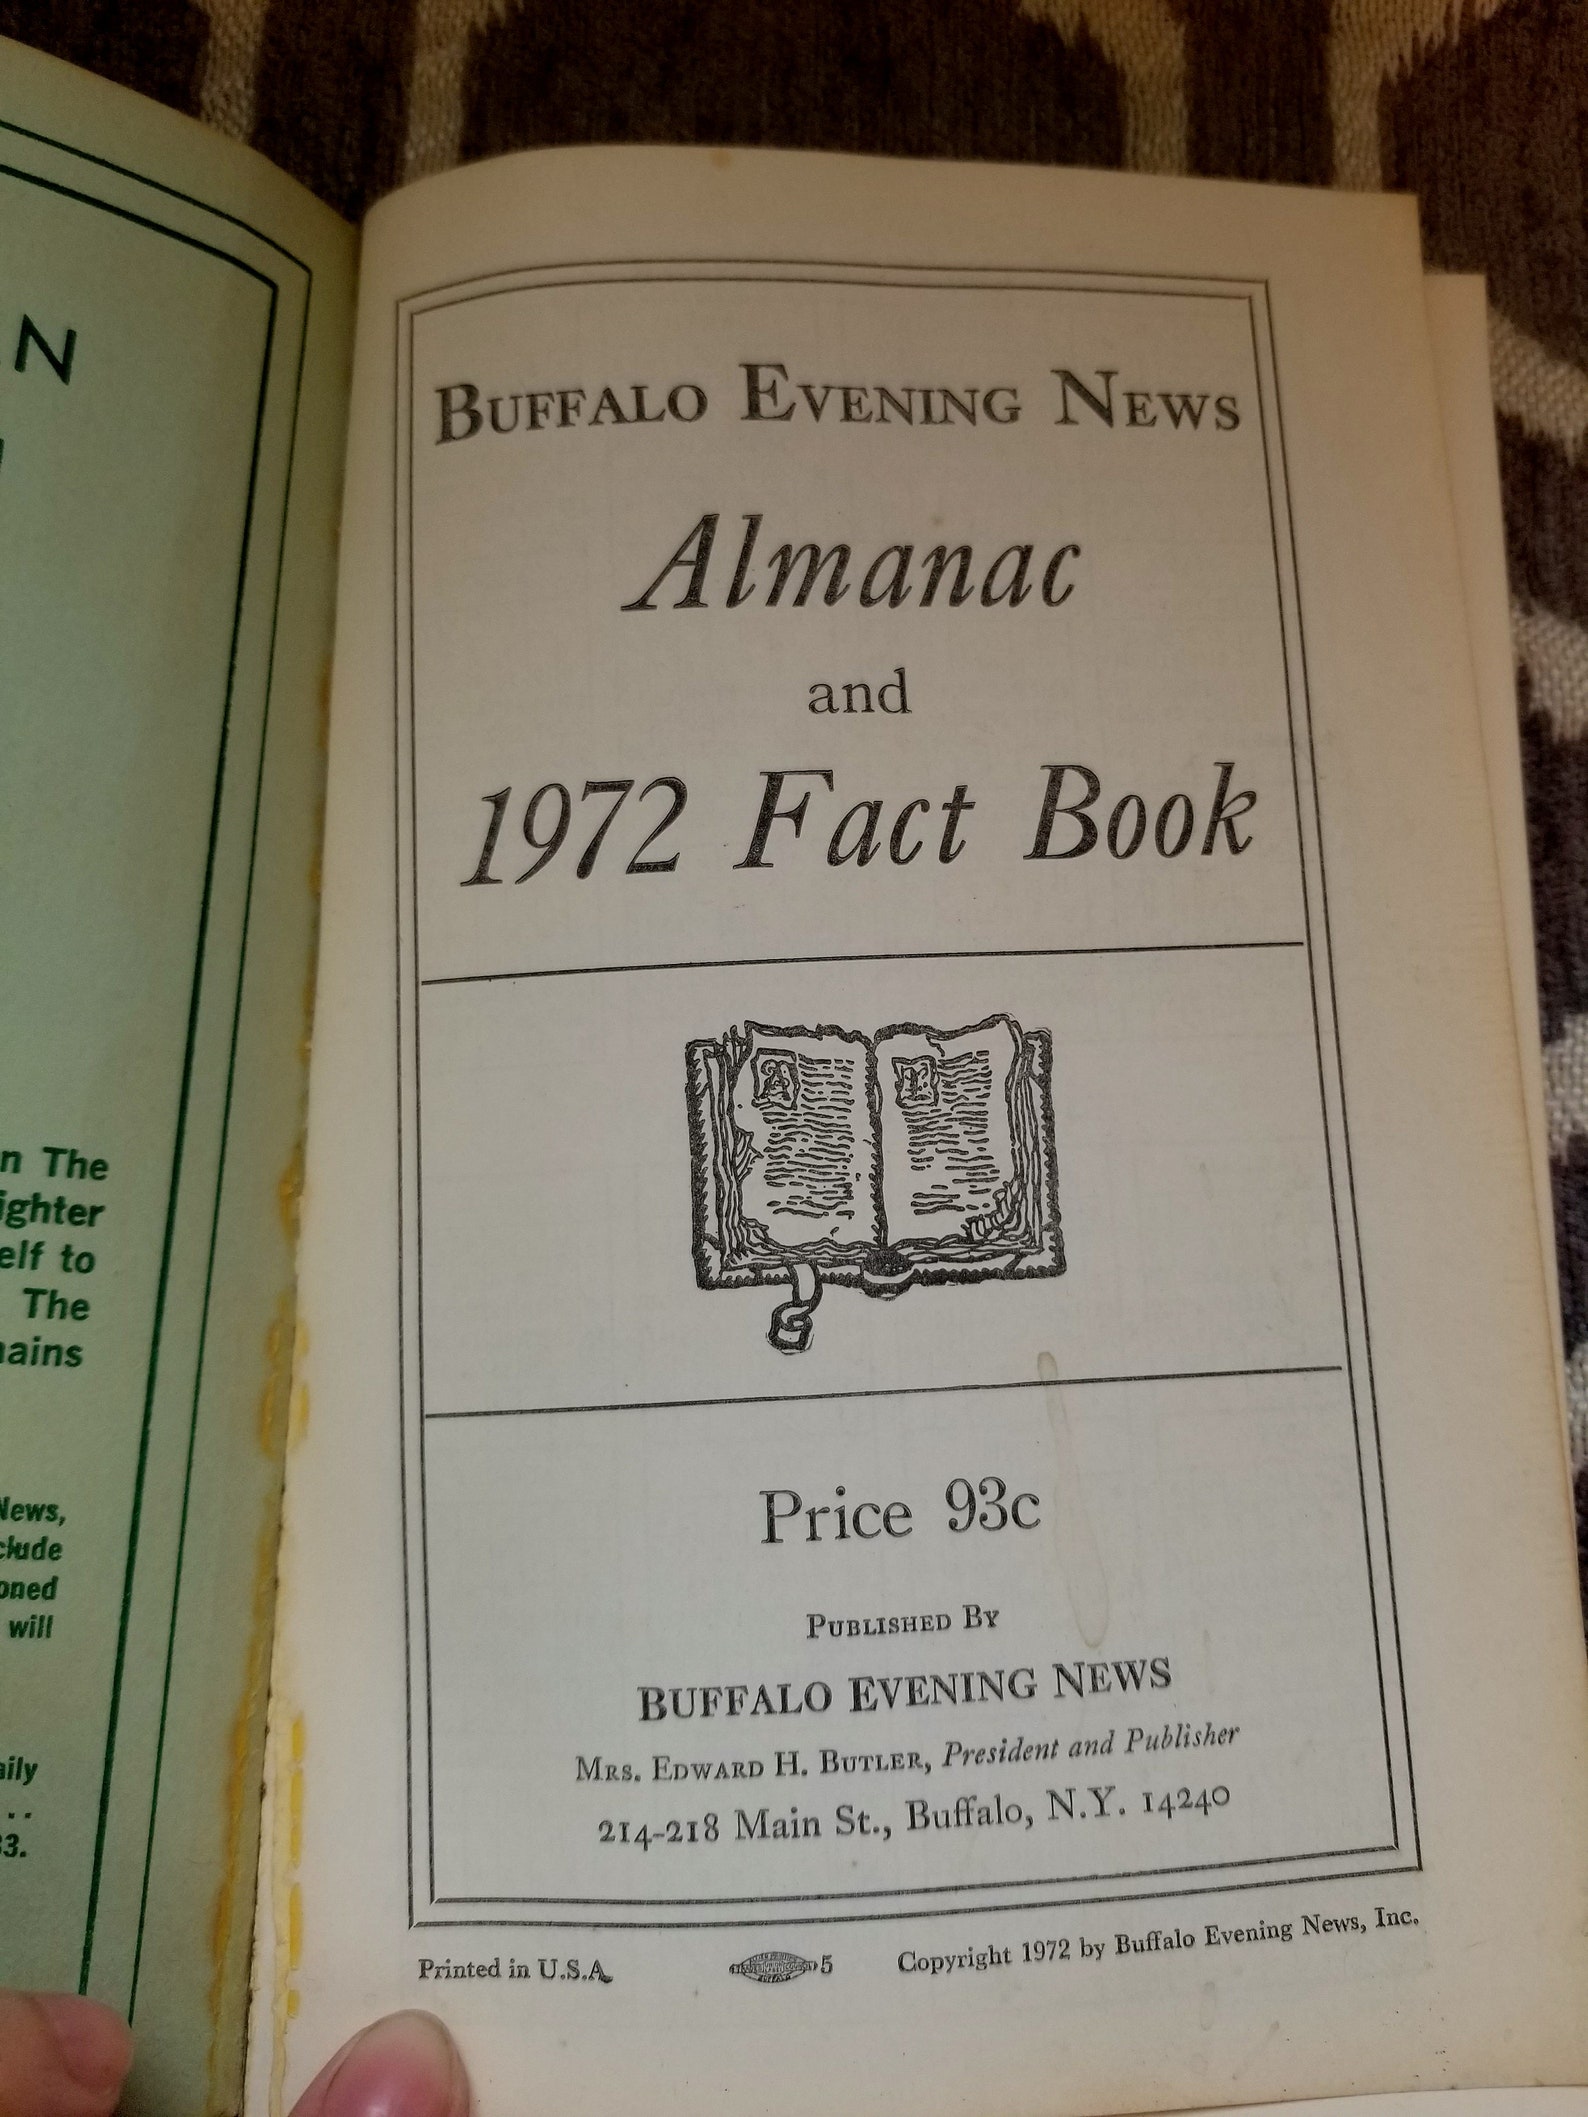 N
n The
ighter
elf to
The
ains
News,
clude
oned
will
aily
. .
3.
BUFFALO EVENING NEWS
Almanac
and
1972 Fact Book
A
Price 93c
PUBLISHED BY
BUFFALO EVENING NEWS
MRS. EDWARD H. BUTLER, President and Publisher
214-218 Main St., Buffalo, N.Y. 14240
Printed in U.S.A.
5
Copyright 1972 by Buffalo Evening News, Inc.